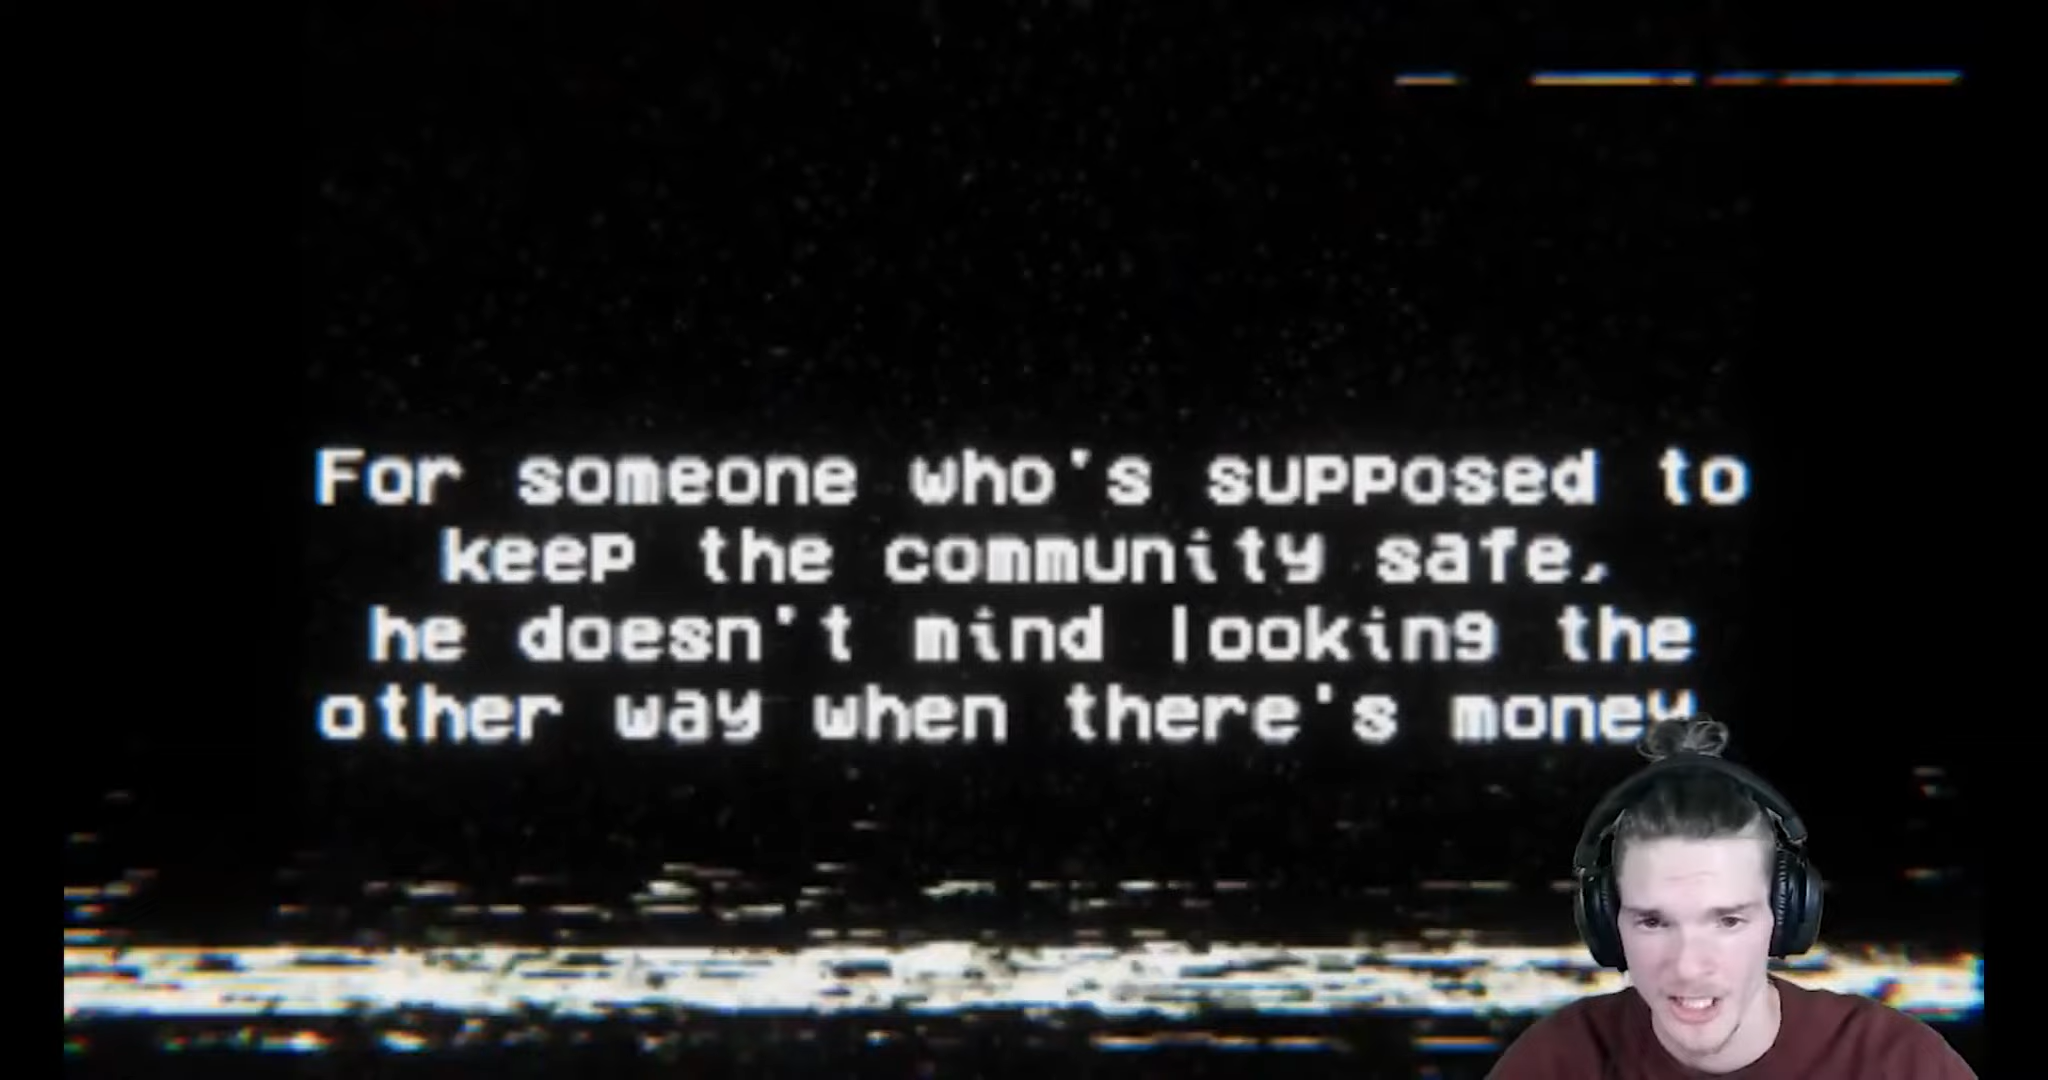 For someone who's supposed to
keep the community safe,
he doesn't mind looking the
other way when there's money